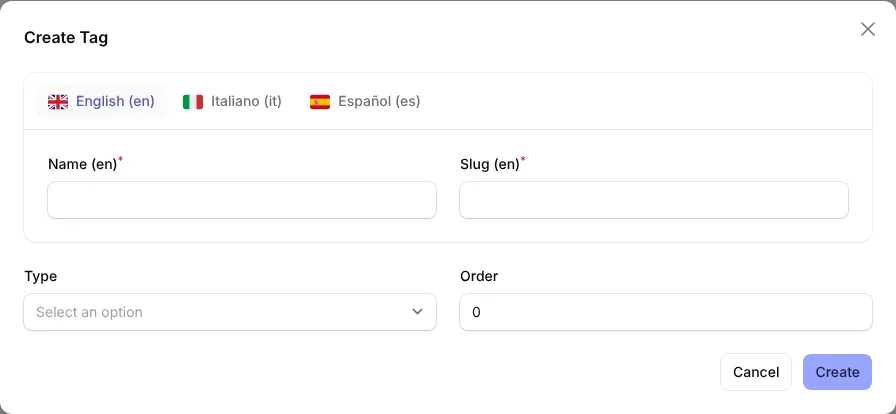 Create Tag
English (en) Italiano (it) Español (es)
Name (en)* Slug (en)*
Type Order
Select an option 0
Cancel Create